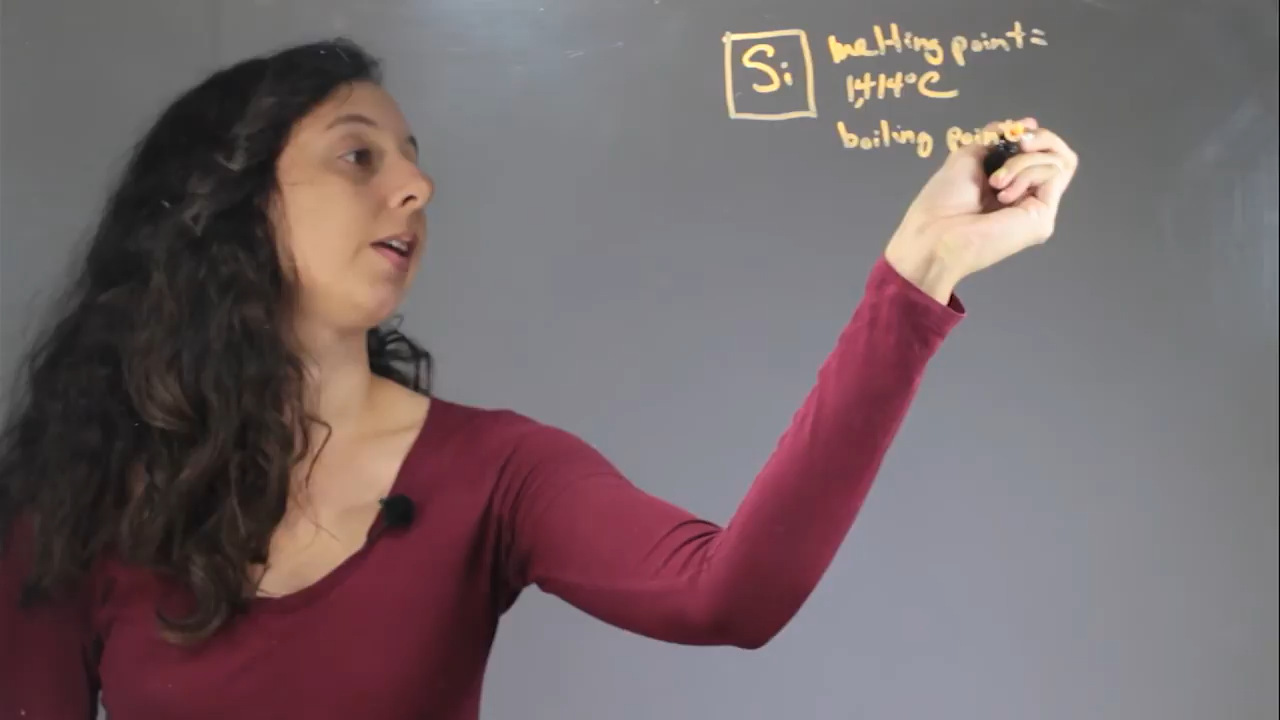 Si
melting point =
1,414°C
boiling point